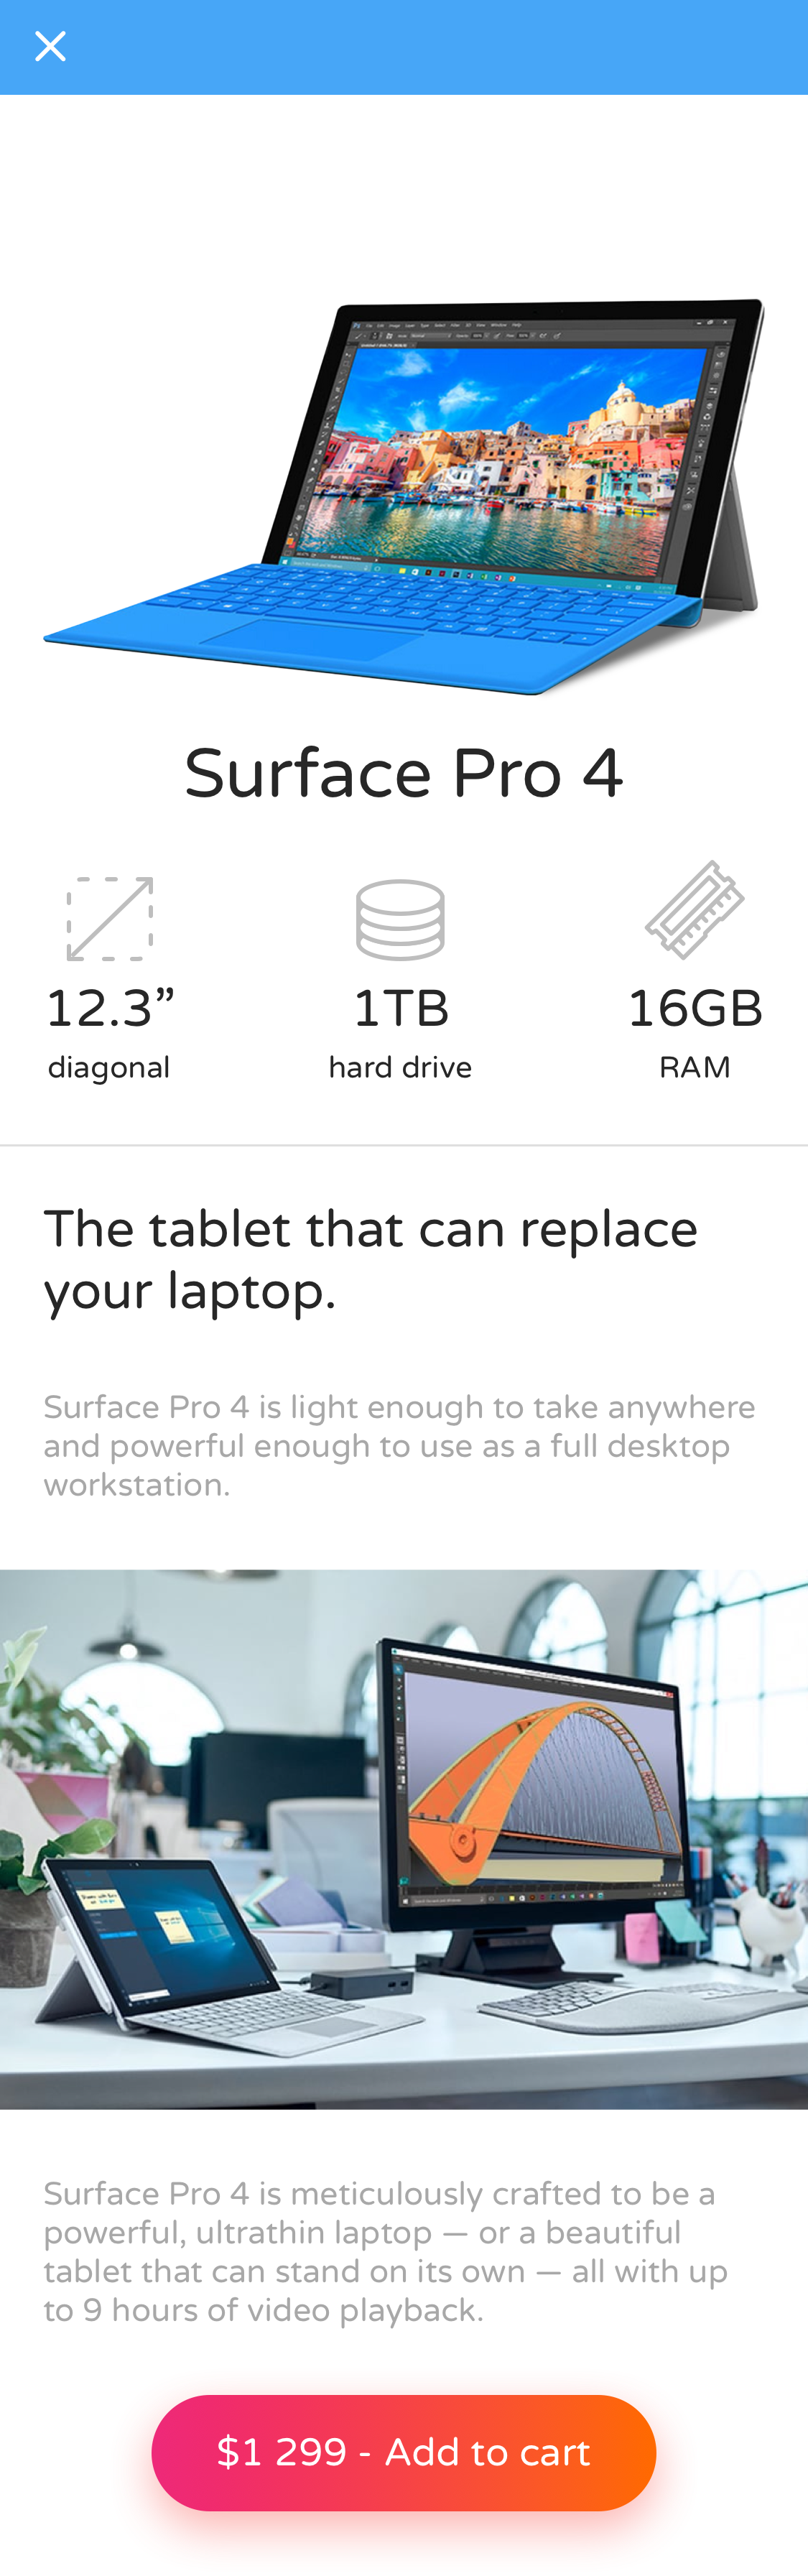 Surface Pro 4
12.3”
1TB
16GB
diagonal
hard drive
RAM
The tablet that can replace
your laptop.
Surface Pro 4 is light enough to take anywhere
and powerful enough to use as a full desktop
workstation.
Surface Pro 4 is meticulously crafted to be a
powerful, ultrathin laptop — or a beautiful
tablet that can stand on its own — all with up
to 9 hours of video playback.
$1 299 - Add to cart